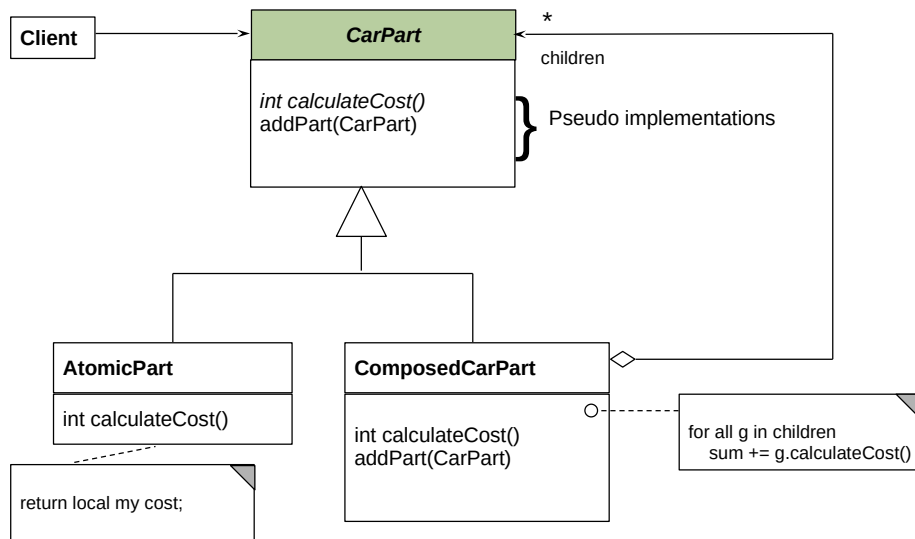 Client
CarPart
*
children
int calculateCost()
addPart(CarPart)
}
Pseudo implementations
AtomicPart
int calculateCost()
return local my cost;
ComposedCarPart
int calculateCost()
addPart(CarPart)
for all g in children
sum += g.calculateCost()